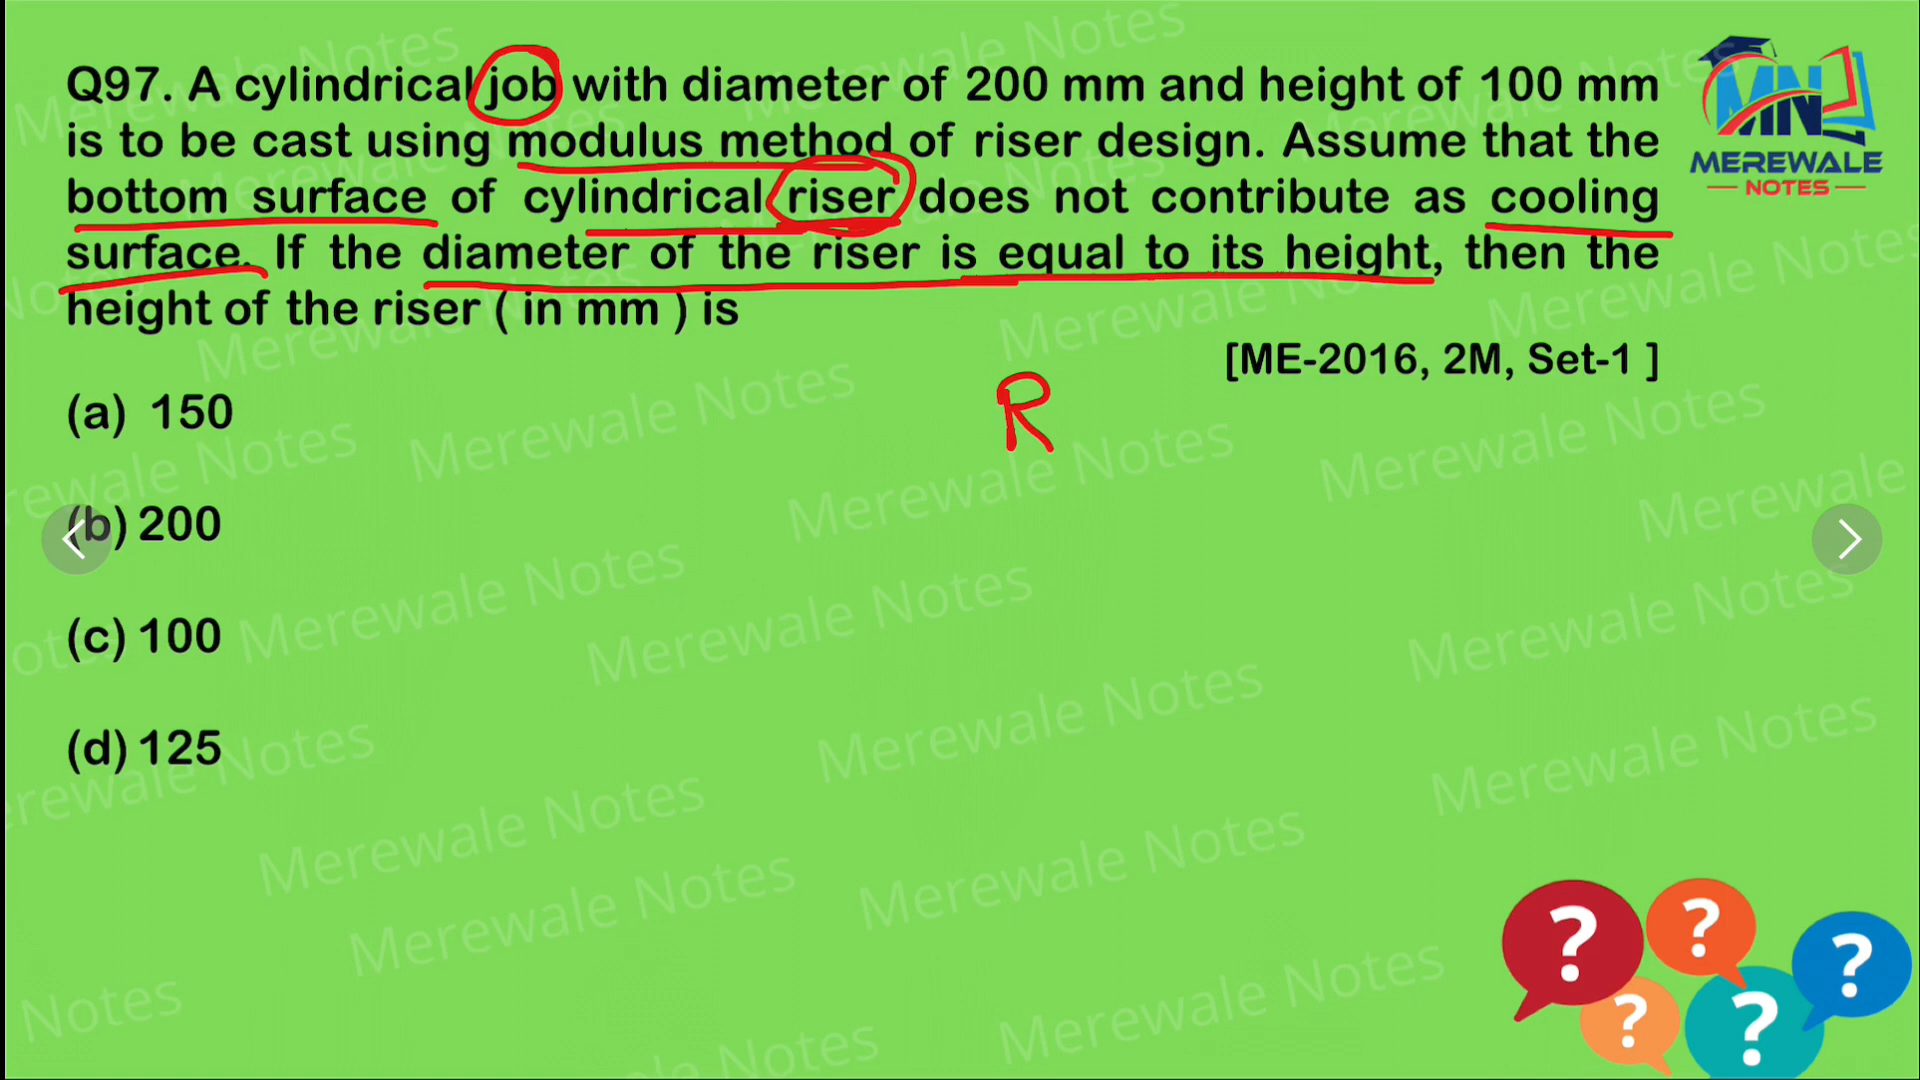 Q97. A cylindrical job with diameter of 200 mm and height of 100 mm
is to be cast using modulus method of riser design. Assume that the
bottom surface of cylindrical riser does not contribute as cooling
surface. If the diameter of the riser is equal to its height, then the
height of the riser ( in mm ) is
[ME-2016, 2M, Set-1 ]
(a) 150
R
(b) 200
(c) 100
(d) 125
MN
MEREWALE
NOTES
Merewale Notes
? ? ? ? ?